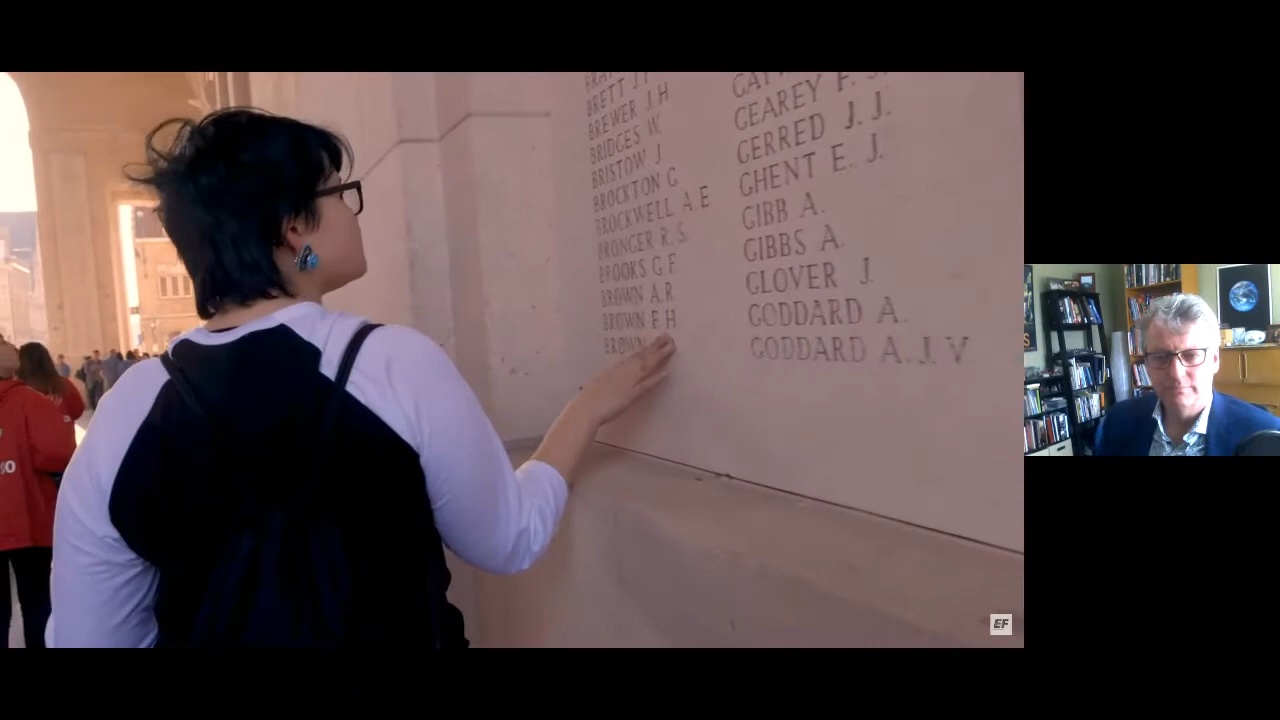 BRETT J.
BREWER J.H
BRIDGES W.
BRISTOW J.
BROCKTON G
BROCKWELL A.E
BRONGER R.S.
BROOKS G F
BROWN A.R
BROWN E H
BROWN
GEAREY F.
GERRED J. J.
GHENT E. J.
GIBB A.
GIBBS A.
GLOVER J.
GODDARD A.
GODDARD A. J. V
EF